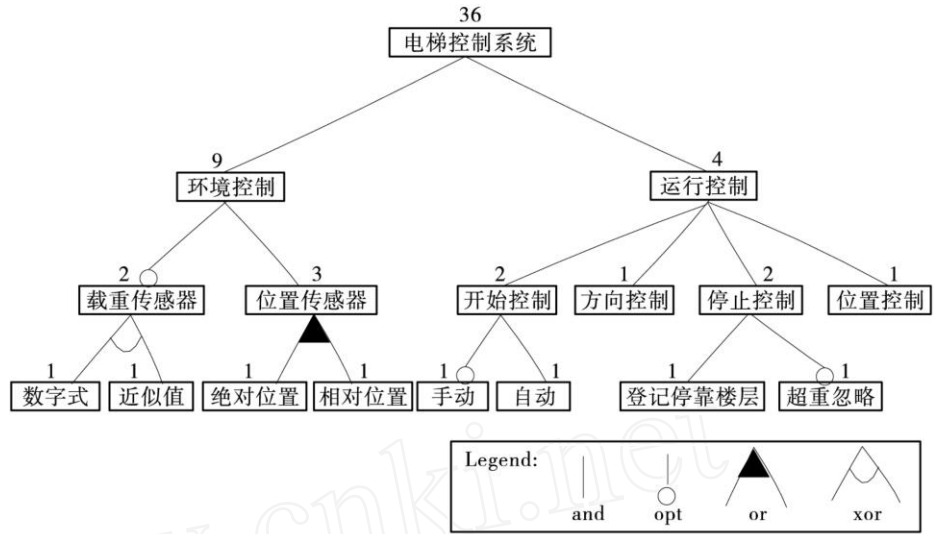 36
电梯控制系统
9 4
环境控制 运行控制
2 3 2 1 2 1
载重传感器 位置传感器 开始控制 方向控制 停止控制 位置控制
1 1 1 1 1 1 1 1
数字式 近似值 绝对位置 相对位置 手动 自动 登记停靠楼层 超重忽略
Legend:
and opt or xor
.cnki.net